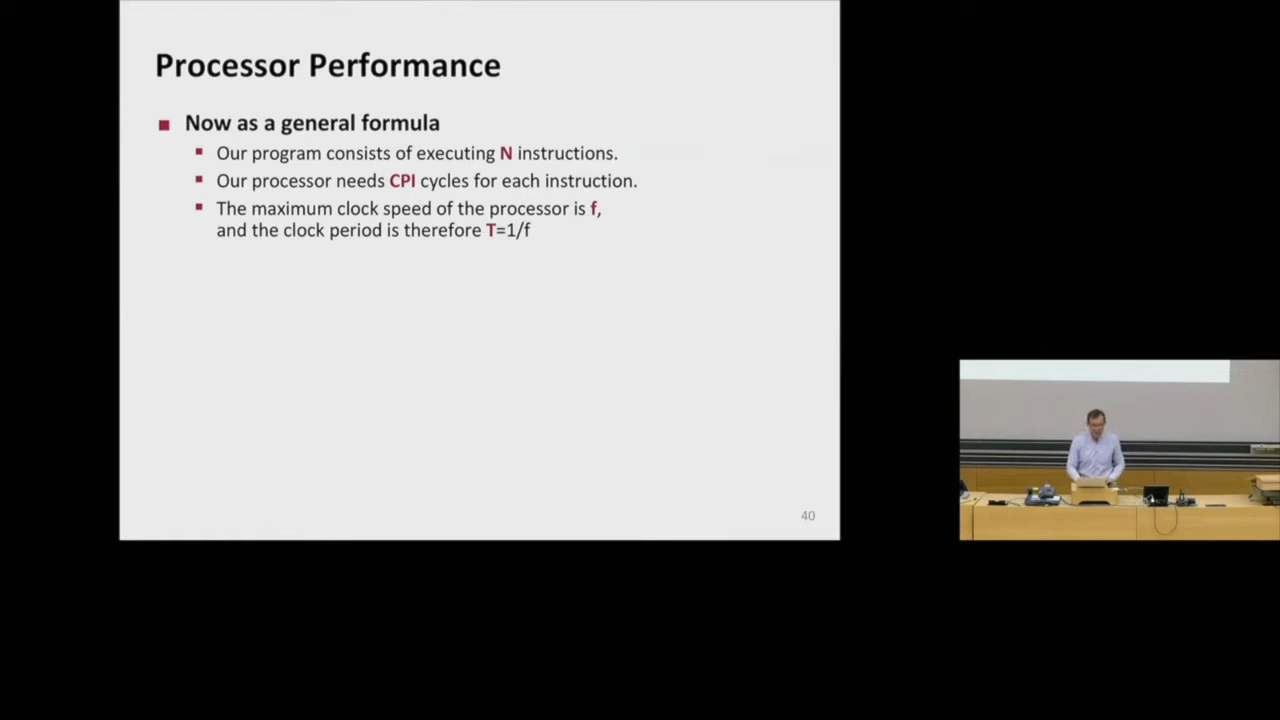 Processor Performance
Now as a general formula
Our program consists of executing N instructions.
Our processor needs CPI cycles for each instruction.
The maximum clock speed of the processor is f,
and the clock period is therefore T=1/f
40